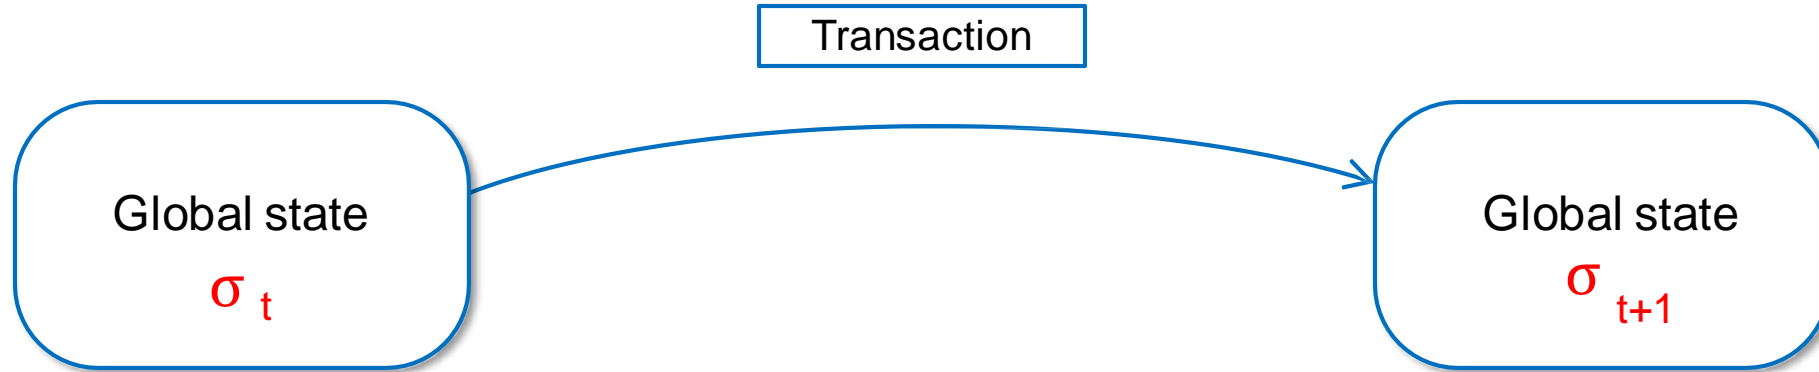 Transaction
Global state
σ t
Global state
σ t+1